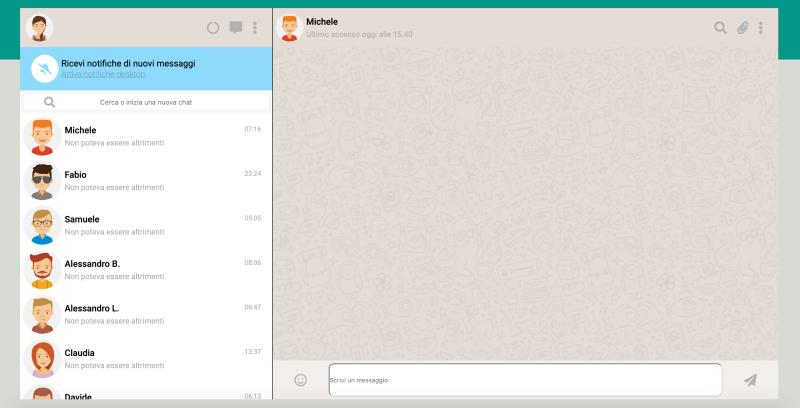 Ricevi notifiche di nuovi messaggi
Attiva notifiche desktop
Cerca o inizia una nuova chat
Michele
07:16
Non poteva essere altrimenti
Fabio
23:24
Non poteva essere altrimenti
Samuele
05:05
Non poteva essere altrimenti
Alessandro B.
08:06
Non poteva essere altrimenti
Alessandro L.
06:47
Non poteva essere altrimenti
Claudia
13:37
Non poteva essere altrimenti
Davide
06:13
Michele
Ultimo accesso oggi alle 15.40
Scrivi un messaggio